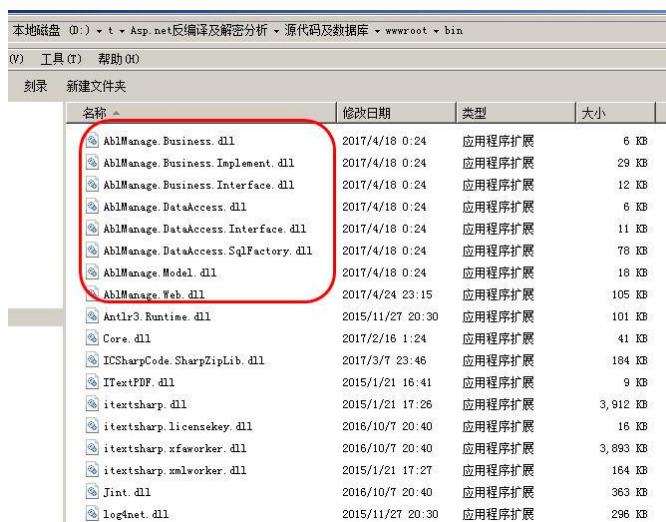 本地磁盘 (D:) ▾ t ▾ Asp.net反编译及解密分析 ▾ 源代码及数据库 ▾ wwwroot ▾ bin
(V) 工具(T) 帮助(H)
刻录 新建文件夹
名称 修改日期 类型 大小
AblManage.Business.dll 2017/4/18 0:24 应用程序扩展 6 KB
AblManage.Business.Implement.dll 2017/4/18 0:24 应用程序扩展 29 KB
AblManage.Business.Interface.dll 2017/4/18 0:24 应用程序扩展 12 KB
AblManage.DataAccess.dll 2017/4/18 0:24 应用程序扩展 6 KB
AblManage.DataAccess.Interface.dll 2017/4/18 0:24 应用程序扩展 11 KB
AblManage.DataAccess.SqlFactory.dll 2017/4/18 0:24 应用程序扩展 78 KB
AblManage.Model.dll 2017/4/18 0:24 应用程序扩展 18 KB
AblManage.Web.dll 2017/4/24 23:15 应用程序扩展 105 KB
Antlr3.Runtime.dll 2015/11/27 20:30 应用程序扩展 101 KB
Core.dll 2017/2/16 1:24 应用程序扩展 41 KB
ICSharpCode.SharpZipLib.dll 2017/3/7 23:46 应用程序扩展 184 KB
ITextPDF.dll 2015/1/21 16:41 应用程序扩展 9 KB
itextsharp.dll 2015/1/21 17:26 应用程序扩展 3,912 KB
itextsharp.licensekey.dll 2016/10/7 20:40 应用程序扩展 16 KB
itextsharp.xfaworker.dll 2016/10/7 20:40 应用程序扩展 3,893 KB
itextsharp.xmlworker.dll 2015/1/21 17:27 应用程序扩展 164 KB
Jint.dll 2016/10/7 20:40 应用程序扩展 363 KB
log4net.dll 2015/11/27 20:30 应用程序扩展 296 KB